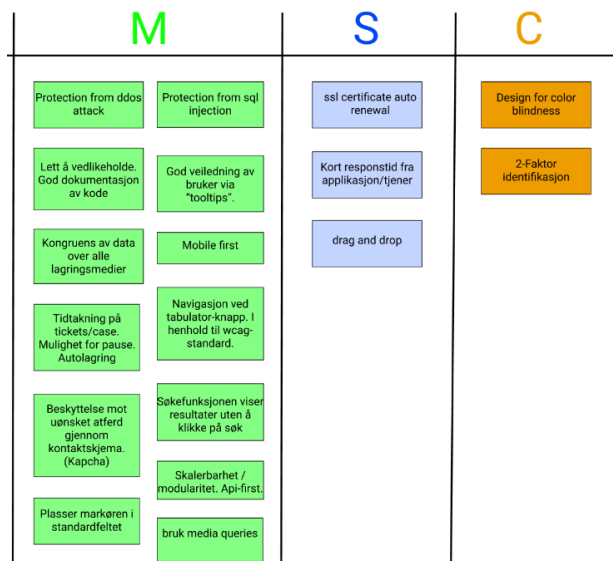 M
Protection from ddos
attack
Protection from sql
injection
Lett å vedlikeholde.
God dokumentasjon
av kode
God veiledning av
bruker via
"tooltips".
Kongruens av data
over alle
lagringsmedier
Mobile first
Tidtakning på
tickets/case.
Mulighet for pause.
Autolagring
Navigasjon ved
tabulator-knapp. I
henhold til wcag-
standard.
Beskyttelse mot
uønsket atferd
gjennom
kontaktskjema.
(Kapcha)
Søkefunksjonen viser
resultater uten å
klikke på søk
Skalerbarhet /
modularitet. Api-first.
Plasser markøren i
standardfeltet
bruk media queries
S
ssl certificate auto
renewal
Kort responstid fra
applikasjon/tjener
drag and drop
C
Design for color
blindness
2-Faktor
identifikasjon